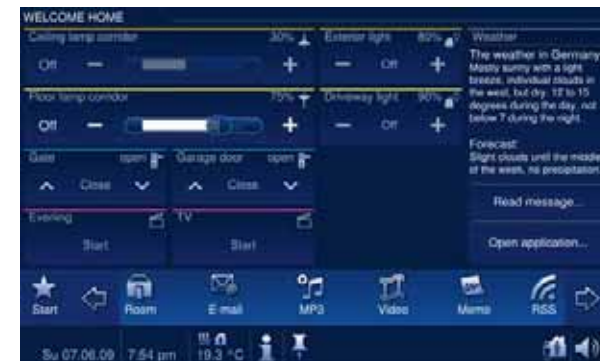 WELCOME HOME
Ceiling lamp corridor 30%
Off
Exterior light 80%
Off
Floor lamp corridor 75%
Off
Driveway light 90%
Off
Gate open
Close
Garage door open
Close
Evening
Start
TV
Start
Weather
The weather in Germany
Mostly sunny with a light
breeze, individual clouds in
the west, but dry. 12 to 15
degrees during the day, not
below 7 during the night.
Forecast:
Slight clouds until the middle
of the week, no precipitation.
Read message...
Open application...
Start
Room
E-mail
MP3
Video
Memo
RSS
Su 07.06.09
7:54 pm
19.3 °C